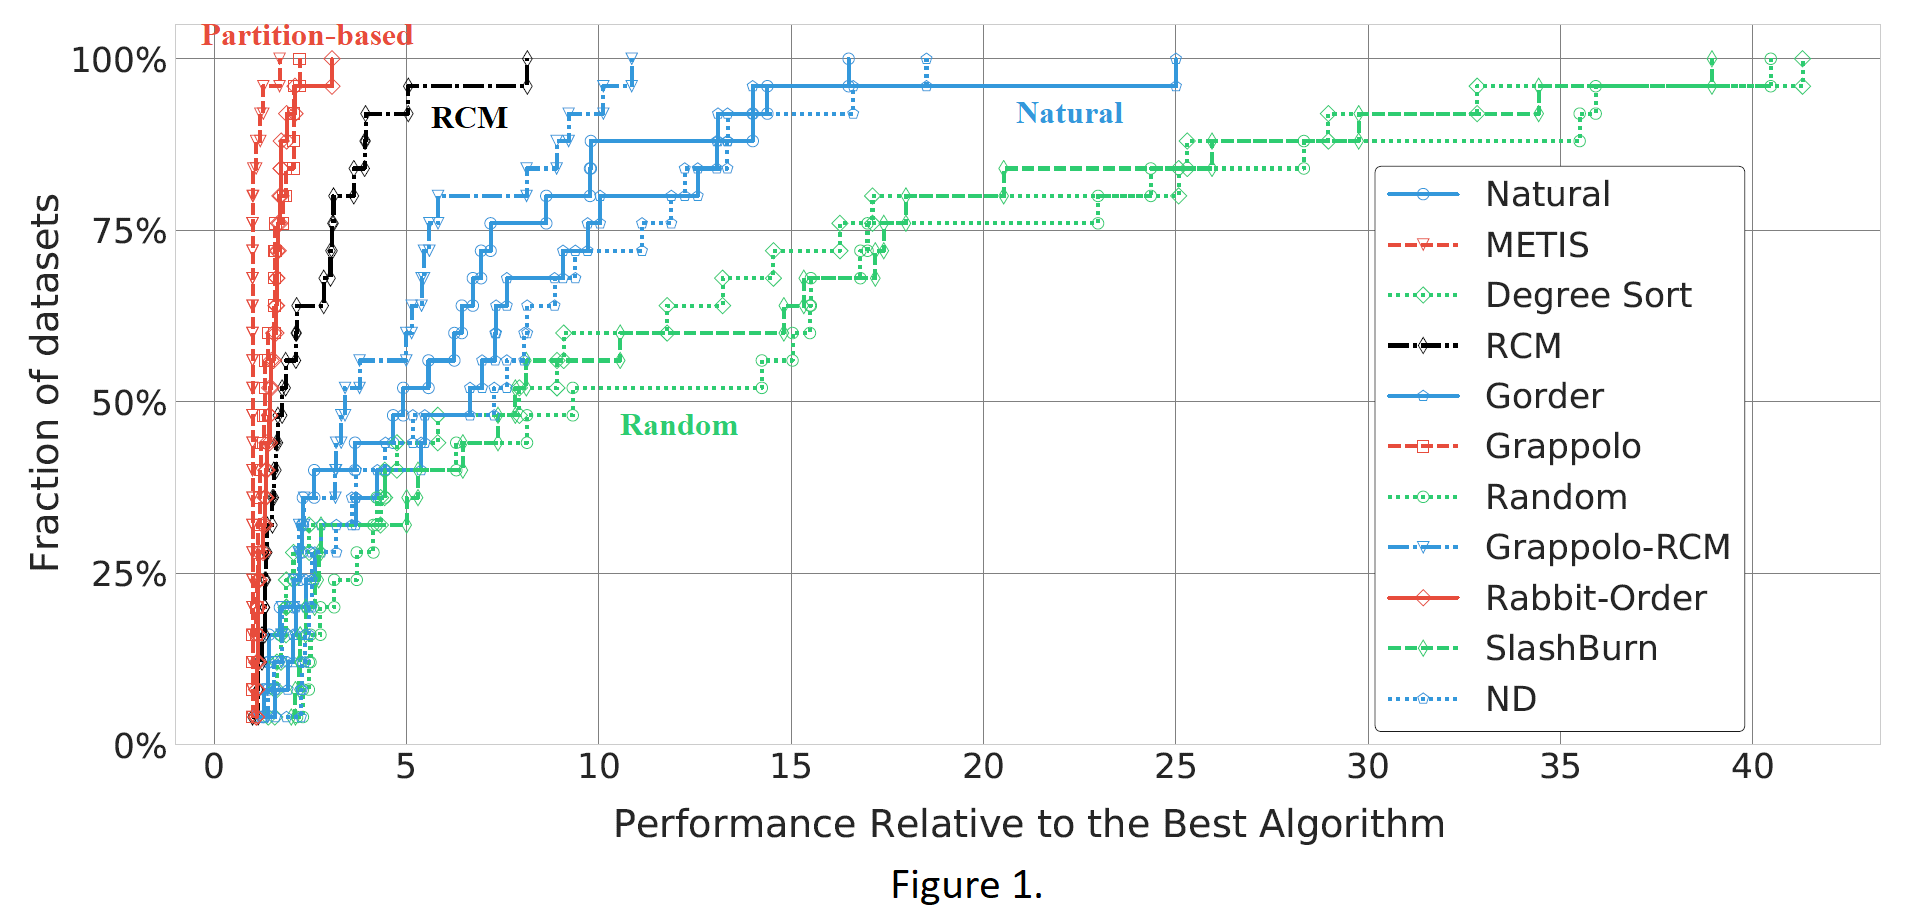 Partition-based
100%
RCM
Natural
75%
50%
Random
25%
0%
Fraction of datasets
Natural
METIS
Degree Sort
RCM
Gorder
Grappolo
Random
Grappolo-RCM
Rabbit-Order
SlashBurn
ND
0 5 10 15 20 25 30 35 40
Performance Relative to the Best Algorithm
Figure 1.